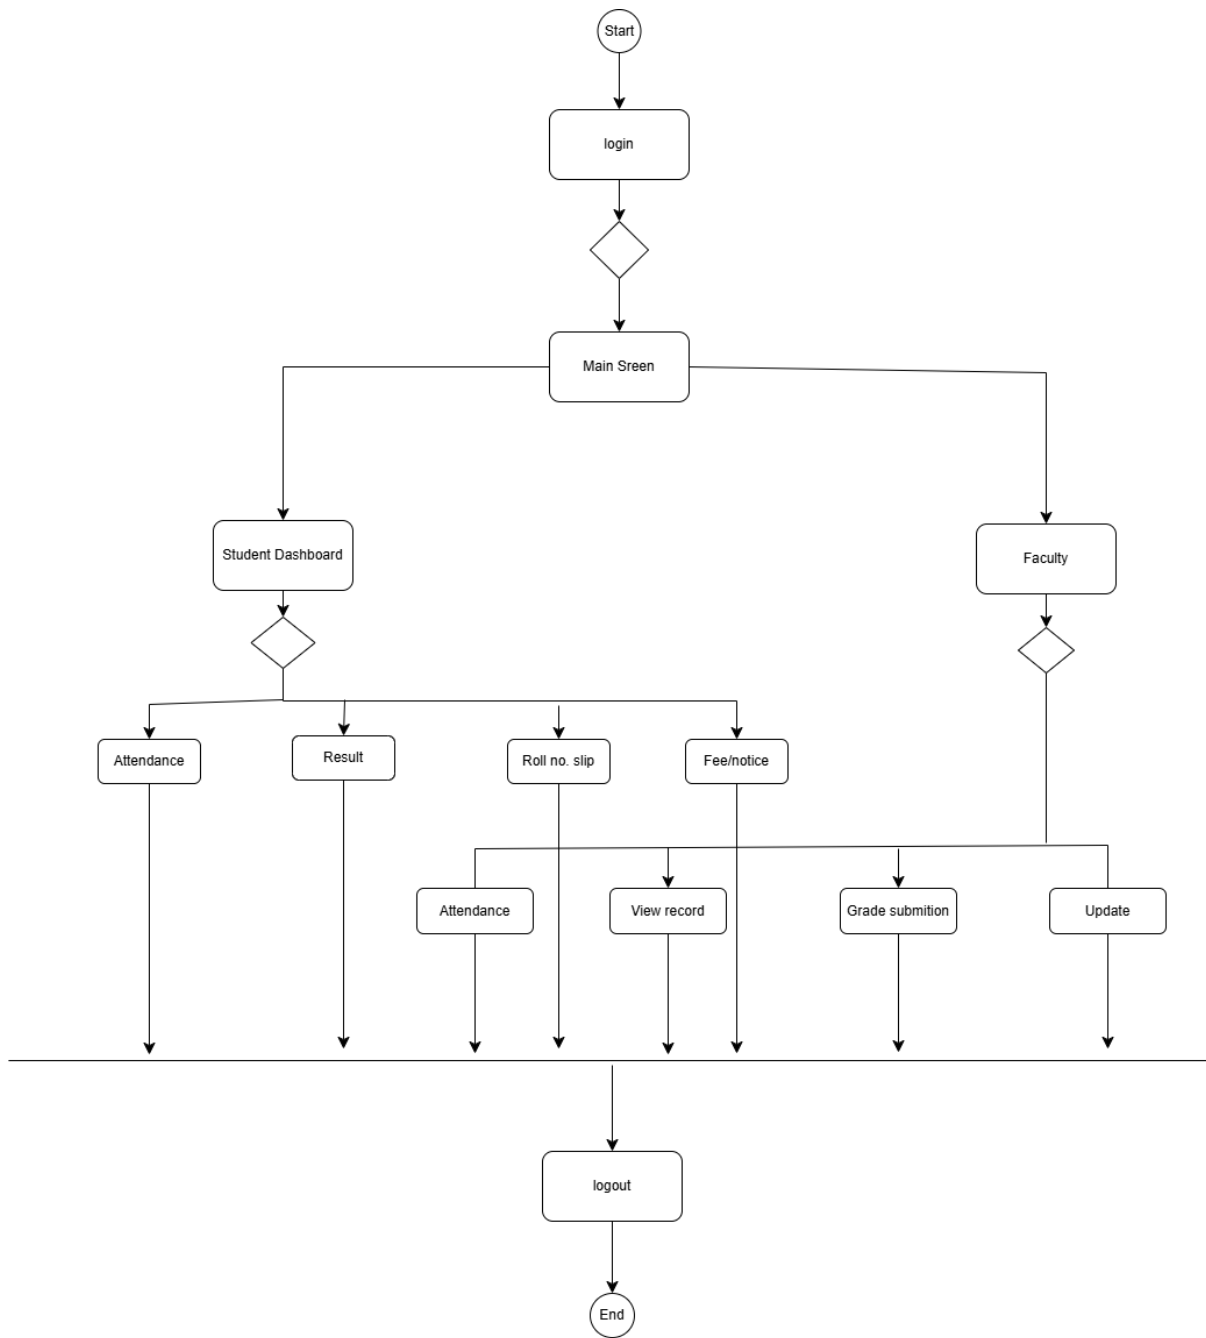 Start
login
Main Sreen
Student Dashboard
Faculty
Attendance
Result
Roll no. slip
Fee/notice
Attendance
View record
Grade submition
Update
logout
End